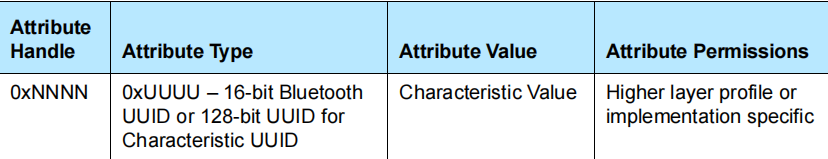 Attribute Handle | Attribute Type | Attribute Value | Attribute Permissions
0xNNNN | 0xUUUU – 16-bit Bluetooth UUID or 128-bit UUID for Characteristic UUID | Characteristic Value | Higher layer profile or implementation specific